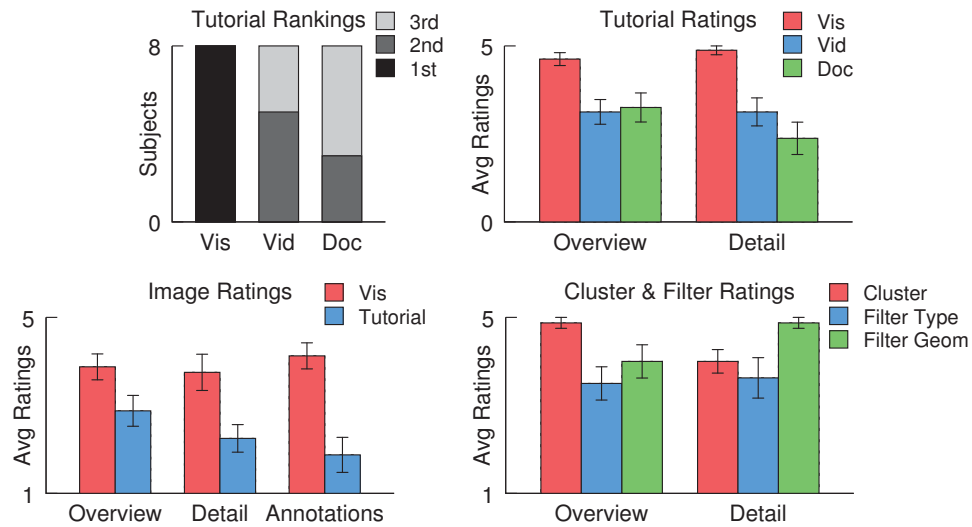 Tutorial Rankings
3rd
2nd
1st
8
0
Subjects
Vis Vid Doc
Tutorial Ratings
Vis
Vid
Doc
5
0
Avg Ratings
Overview Detail
Image Ratings
Vis
Tutorial
5
1
Avg Ratings
Overview Detail Annotations
Cluster & Filter Ratings
Cluster
Filter Type
Filter Geom
5
1
Avg Ratings
Overview Detail